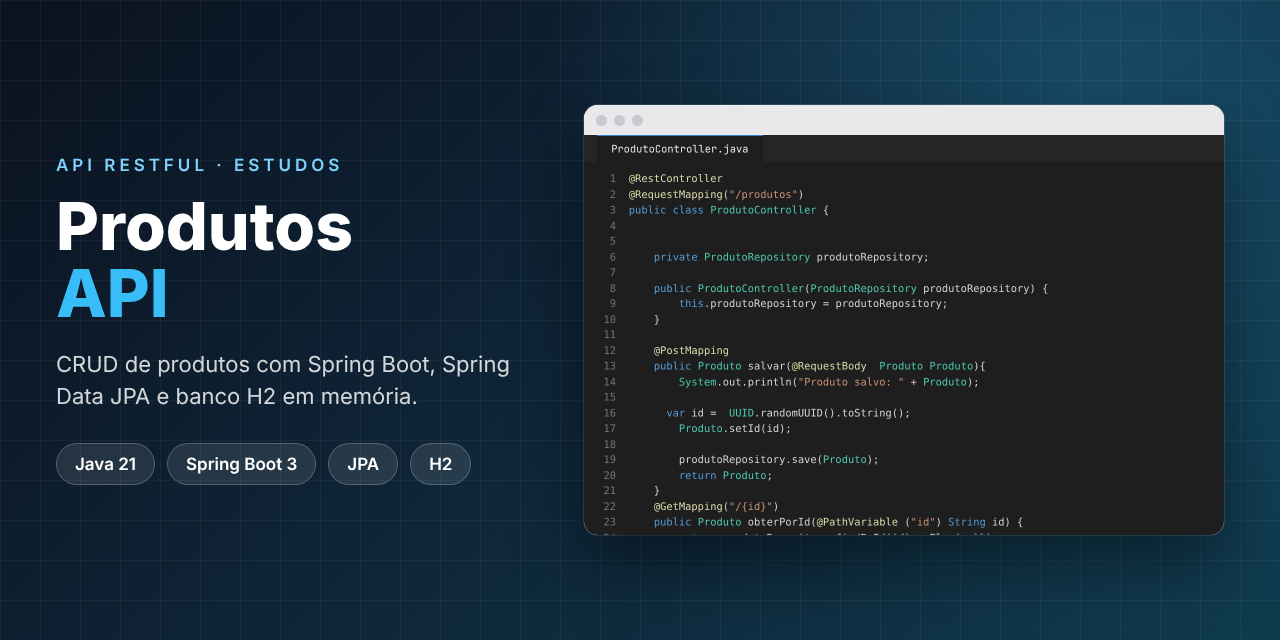 API RESTFUL · ESTUDOS
Produtos
API
CRUD de produtos com Spring Boot, Spring
Data JPA e banco H2 em memória.
Java 21 Spring Boot 3 JPA H2
ProdutoController.java
1 @RestController
2 @RequestMapping("/produtos")
3 public class ProdutoController {
4
5
6     private ProdutoRepository produtoRepository;
7
8     public ProdutoController(ProdutoRepository produtoRepository) {
9         this.produtoRepository = produtoRepository;
10     }
11
12     @PostMapping
13     public Produto salvar(@RequestBody  Produto Produto){
14         System.out.println("Produto salvo: " + Produto);
15
16       var id =  UUID.randomUUID().toString();
17         Produto.setId(id);
18
19         produtoRepository.save(Produto);
20         return Produto;
21     }
22     @GetMapping("/{id}")
23     public Produto obterPorId(@PathVariable ("id") String id) {